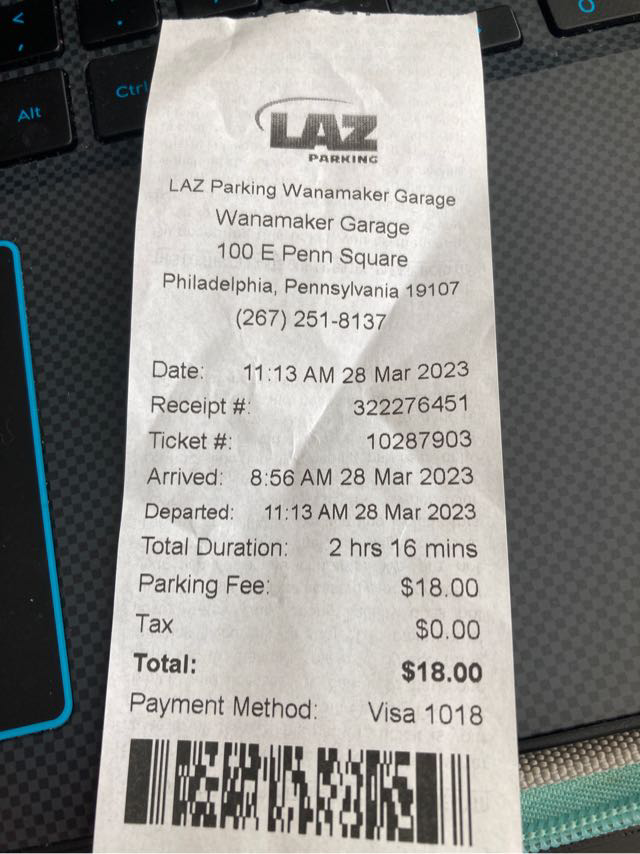 <
,
Alt
Ctrl
LAZ
PARKING
LAZ Parking Wanamaker Garage
Wanamaker Garage
100 E Penn Square
Philadelphia, Pennsylvania 19107
(267) 251-8137
Date: 11:13 AM 28 Mar 2023
Receipt #: 322276451
Ticket #: 10287903
Arrived: 8:56 AM 28 Mar 2023
Departed: 11:13 AM 28 Mar 2023
Total Duration: 2 hrs 16 mins
Parking Fee: $18.00
Tax $0.00
Total: $18.00
Payment Method: Visa 1018